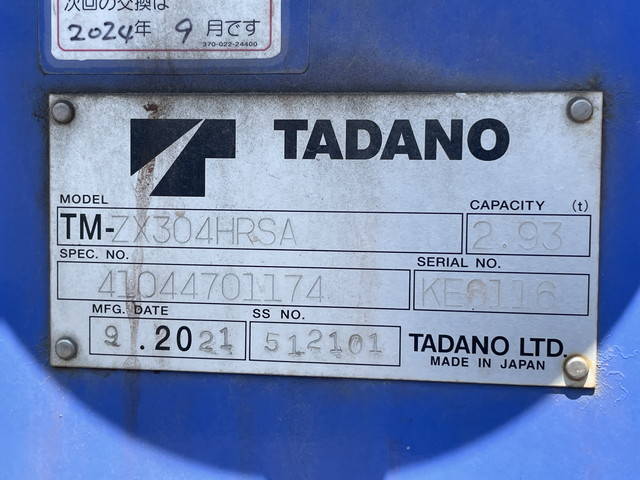 次回の交換は
2024年 9月です
370-022-24400
TADANO
MODEL
TM-ZX304HRSA
CAPACITY (t)
2.93
SPEC. NO.
41044701174
SERIAL NO.
KE6116
MFG. DATE
9.2021
SS NO.
512101
TADANO LTD.
MADE IN JAPAN